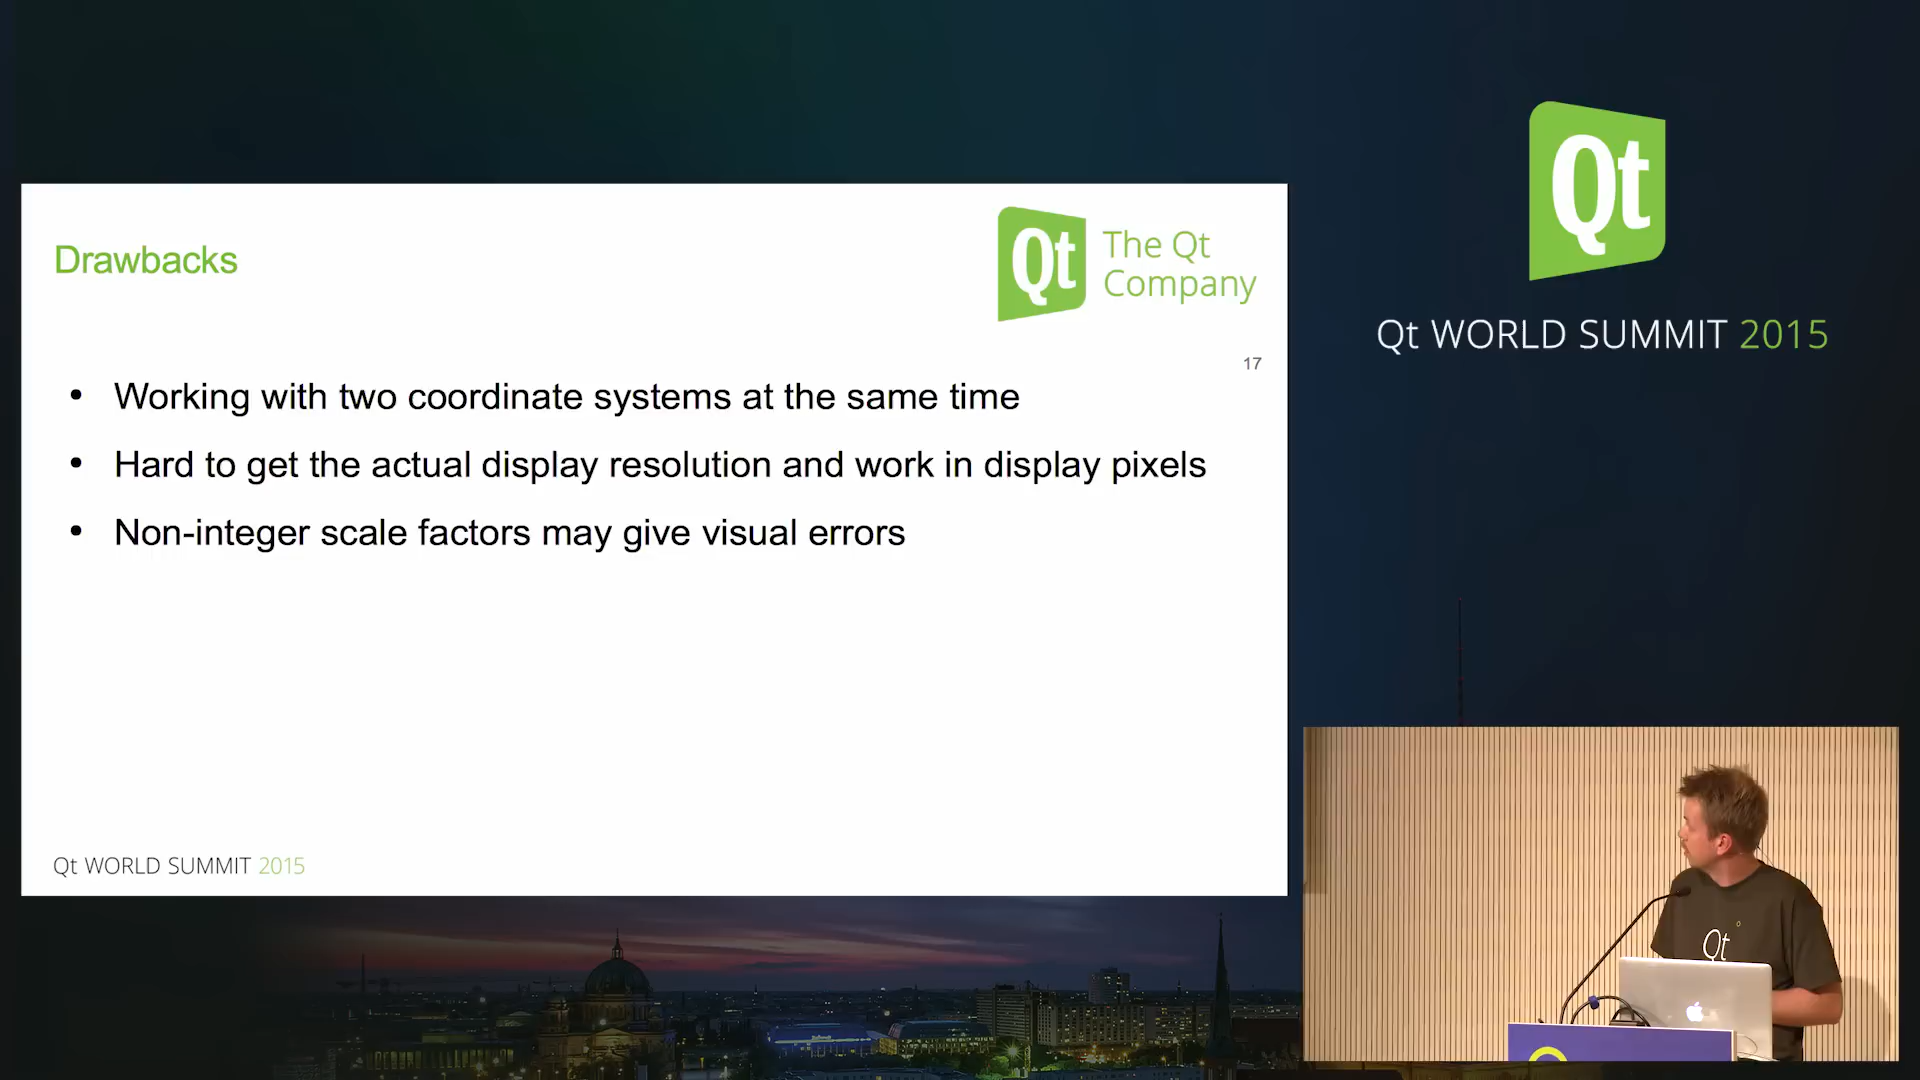 Qt
Qt WORLD SUMMIT 2015
Drawbacks
Qt
The Qt
Company
17
• Working with two coordinate systems at the same time
• Hard to get the actual display resolution and work in display pixels
• Non-integer scale factors may give visual errors
Qt WORLD SUMMIT 2015
Qt